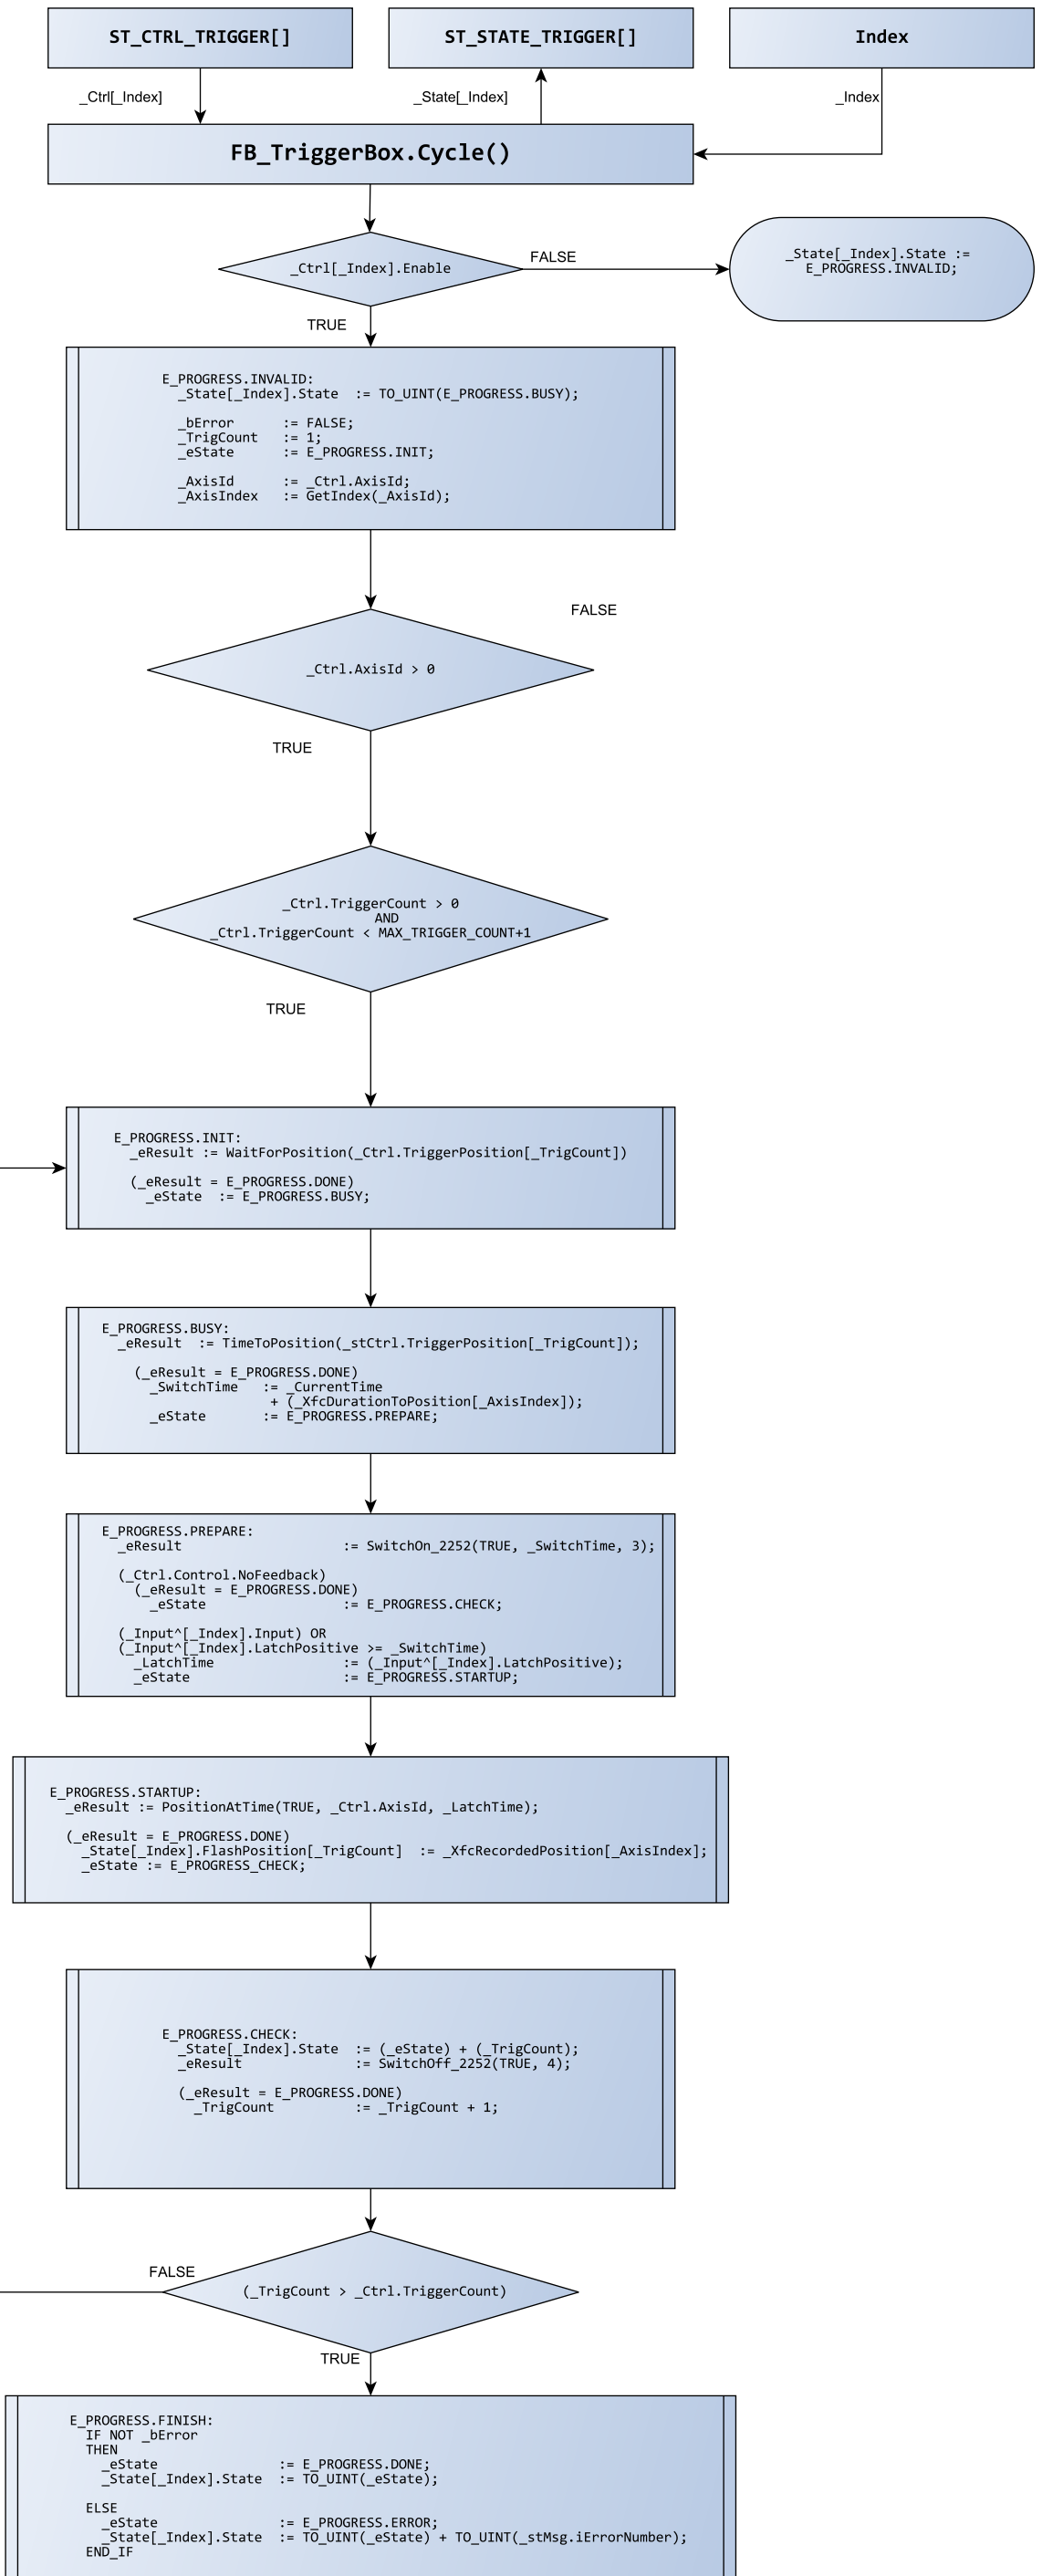 ST_CTRL_TRIGGER[]
ST_STATE_TRIGGER[]
Index
_Ctrl[_Index]
_State[_Index]
_Index
FB_TriggerBox.Cycle()
_Ctrl[_Index].Enable
FALSE
_State[_Index].State :=
E_PROGRESS.INVALID;
TRUE
E_PROGRESS.INVALID:
_State[_Index].State := TO_UINT(E_PROGRESS.BUSY);
_bError := FALSE;
_TrigCount := 1;
_eState := E_PROGRESS.INIT;
_AxisId := _Ctrl.AxisId;
_AxisIndex := GetIndex(_AxisId);
FALSE
_Ctrl.AxisId > 0
TRUE
_Ctrl.TriggerCount > 0
AND
_Ctrl.TriggerCount < MAX_TRIGGER_COUNT+1
TRUE
E_PROGRESS.INIT:
_eResult := WaitForPosition(_Ctrl.TriggerPosition[_TrigCount])
(_eResult = E_PROGRESS.DONE)
_eState := E_PROGRESS.BUSY;
E_PROGRESS.BUSY:
_eResult := TimeToPosition(_stCtrl.TriggerPosition[_TrigCount]);
(_eResult = E_PROGRESS.DONE)
_SwitchTime := _CurrentTime
+ (_XfcDurationToPosition[_AxisIndex]);
_eState := E_PROGRESS.PREPARE;
E_PROGRESS.PREPARE:
_eResult := SwitchOn_2252(TRUE, _SwitchTime, 3);
(_Ctrl.Control.NoFeedback)
(_eResult = E_PROGRESS.DONE)
_eState := E_PROGRESS.CHECK;
(_Input^[_Index].Input) OR
(_Input^[_Index].LatchPositive >= _SwitchTime)
_LatchTime := (_Input^[_Index].LatchPositive);
_eState := E_PROGRESS.STARTUP;
E_PROGRESS.STARTUP:
_eResult := PositionAtTime(TRUE, _Ctrl.AxisId, _LatchTime);
(_eResult = E_PROGRESS.DONE)
_State[_Index].FlashPosition[_TrigCount] := _XfcRecordedPosition[_AxisIndex];
_eState := E_PROGRESS_CHECK;
E_PROGRESS.CHECK:
_State[_Index].State := (_eState) + (_TrigCount);
_eResult := SwitchOff_2252(TRUE, 4);
(_eResult = E_PROGRESS.DONE)
_TrigCount := _TrigCount + 1;
FALSE
(_TrigCount > _Ctrl.TriggerCount)
TRUE
E_PROGRESS.FINISH:
IF NOT _bError
THEN
_eState := E_PROGRESS.DONE;
_State[_Index].State := TO_UINT(_eState);
ELSE
_eState := E_PROGRESS.ERROR;
_State[_Index].State := TO_UINT(_eState) + TO_UINT(_stMsg.iErrorNumber);
END_IF